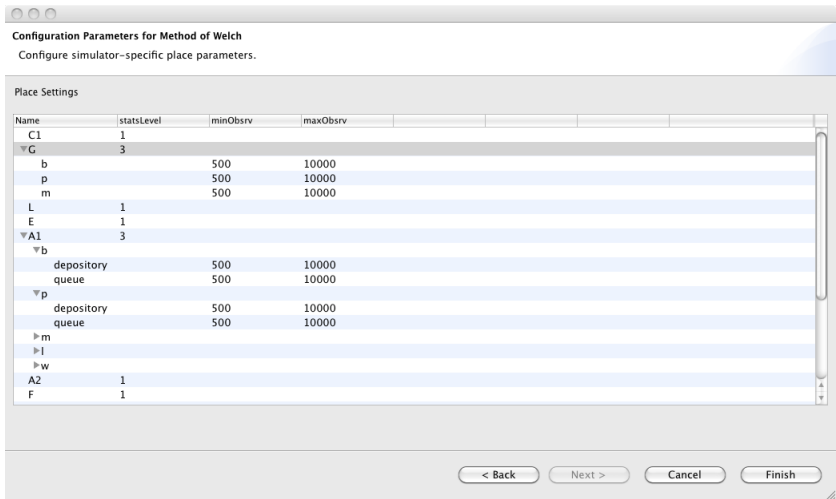 Configuration Parameters for Method of Welch
Configure simulator-specific place parameters.
Place Settings
Name statsLevel minObsrv maxObsrv
C1 1
G 3
b 500 10000
p 500 10000
m 500 10000
L 1
E 1
A1 3
b
depository 500 10000
queue 500 10000
p
depository 500 10000
queue 500 10000
m
l
w
A2 1
F 1
< Back Next > Cancel Finish